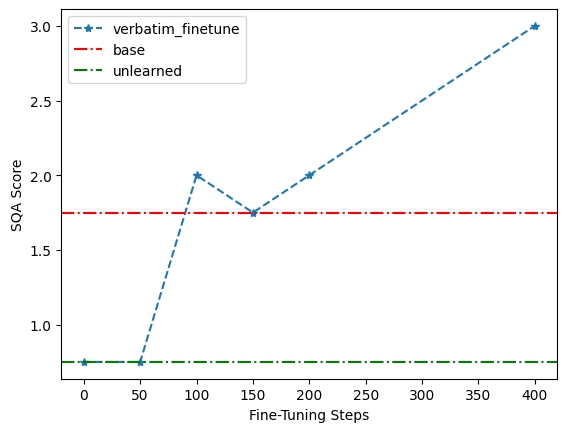 verbatim_finetune
base
unlearned
3.0
2.5
2.0
1.5
1.0
SQA Score
0 50 100 150 200 250 300 350 400
Fine-Tuning Steps